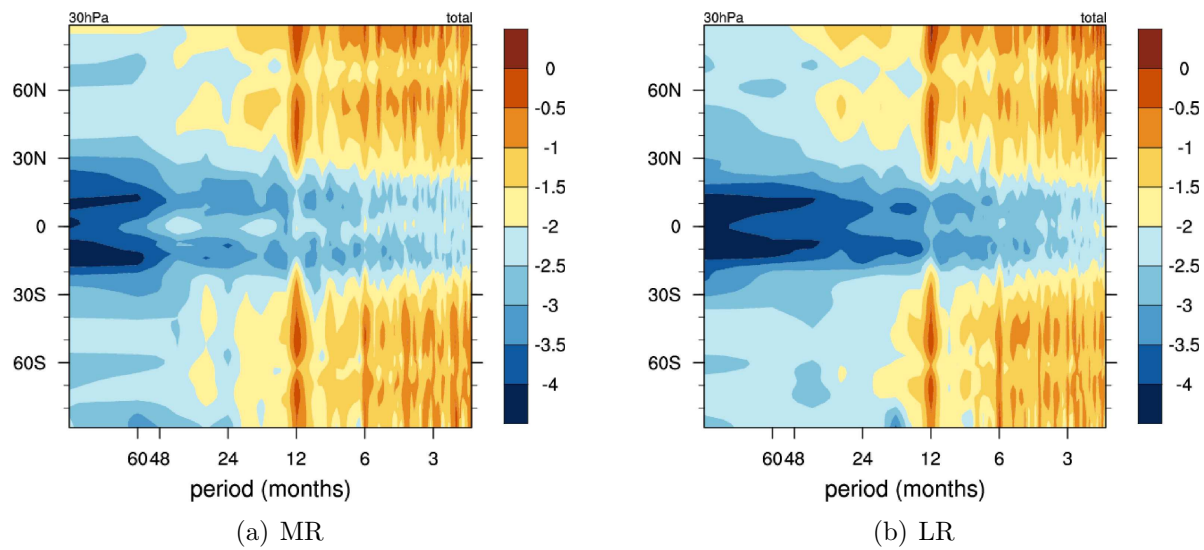 30hPa total
60N
30N
0
30S
60S
60 48 24 12 6 3
period (months)
0
-0.5
-1
-1.5
-2
-2.5
-3
-3.5
-4
(a) MR
30hPa total
60N
30N
0
30S
60S
60 48 24 12 6 3
period (months)
0
-0.5
-1
-1.5
-2
-2.5
-3
-3.5
-4
(b) LR